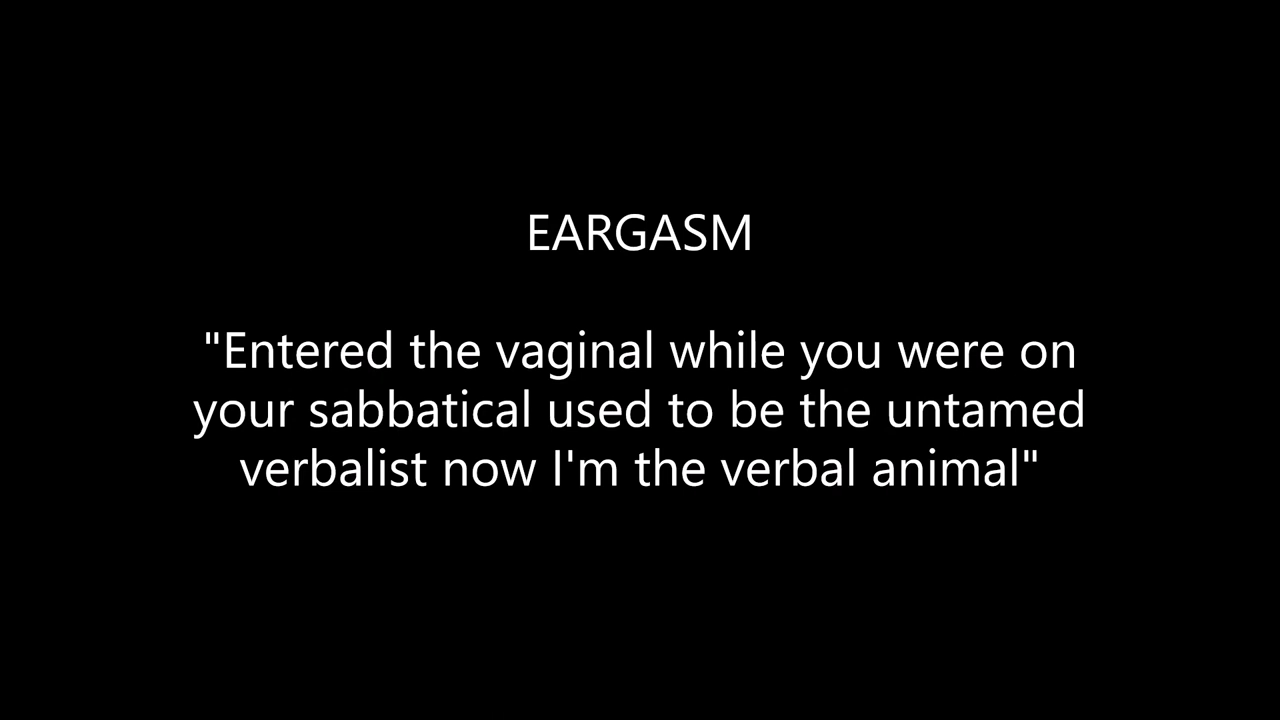 EARGASM
"Entered the vaginal while you were on
your sabbatical used to be the untamed
verbalist now I'm the verbal animal"